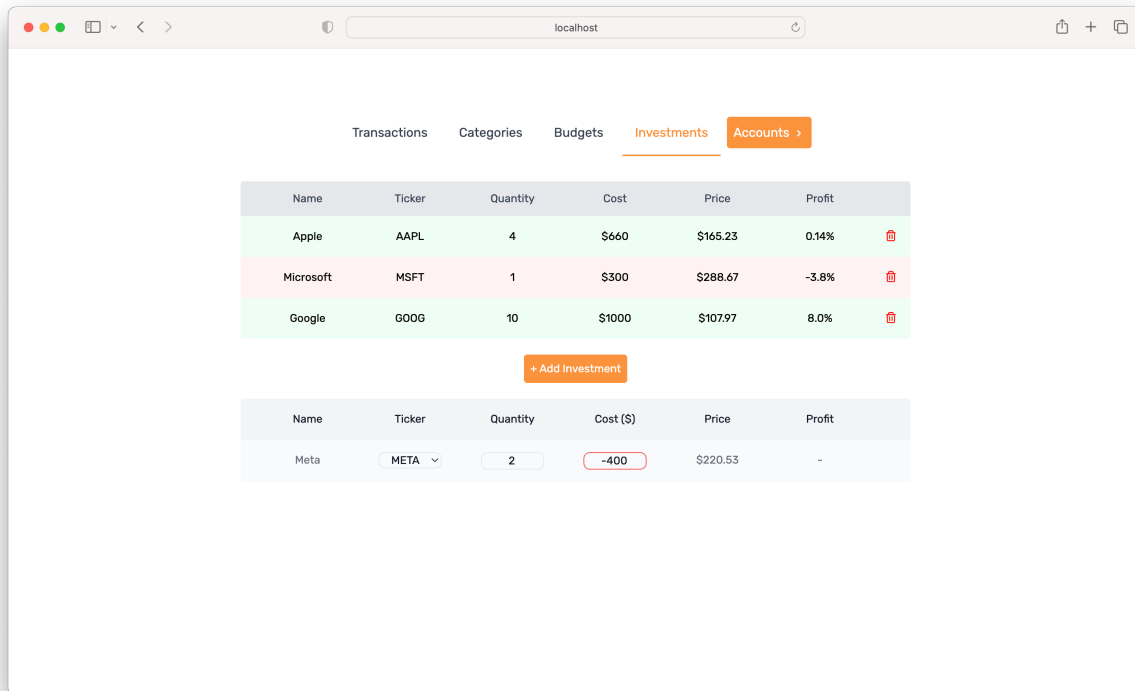 localhost
Transactions Categories Budgets Investments Accounts >
Name Ticker Quantity Cost Price Profit
Apple AAPL 4 $660 $165.23 0.14%
Microsoft MSFT 1 $300 $288.67 -3.8%
Google GOOG 10 $1000 $107.97 8.0%
+ Add Investment
Name Ticker Quantity Cost ($) Price Profit
Meta META 2 -400 $220.53 -